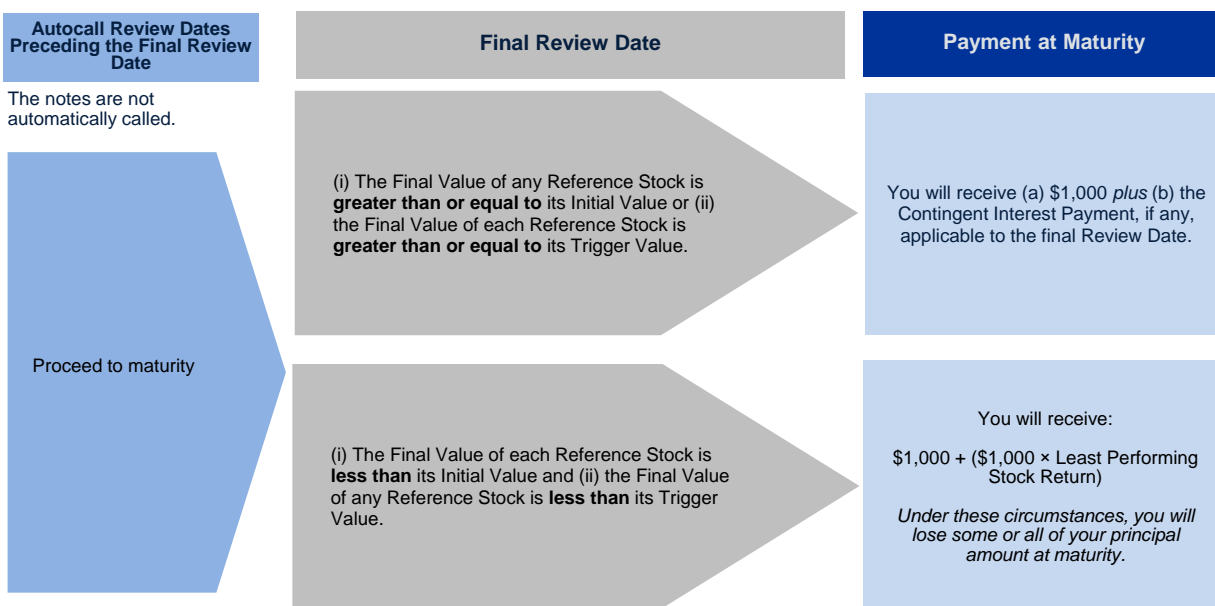 Autocall Review Dates
Preceding the Final Review
Date
Final Review Date
Payment at Maturity
The notes are not
automatically called.
Proceed to maturity
(i) The Final Value of any Reference Stock is
greater than or equal to its Initial Value or (ii)
the Final Value of each Reference Stock is
greater than or equal to its Trigger Value.
You will receive (a) $1,000 plus (b) the
Contingent Interest Payment, if any,
applicable to the final Review Date.
(i) The Final Value of each Reference Stock is
less than its Initial Value and (ii) the Final Value
of any Reference Stock is less than its Trigger
Value.
You will receive:
$1,000 + ($1,000 × Least Performing
Stock Return)
Under these circumstances, you will
lose some or all of your principal
amount at maturity.